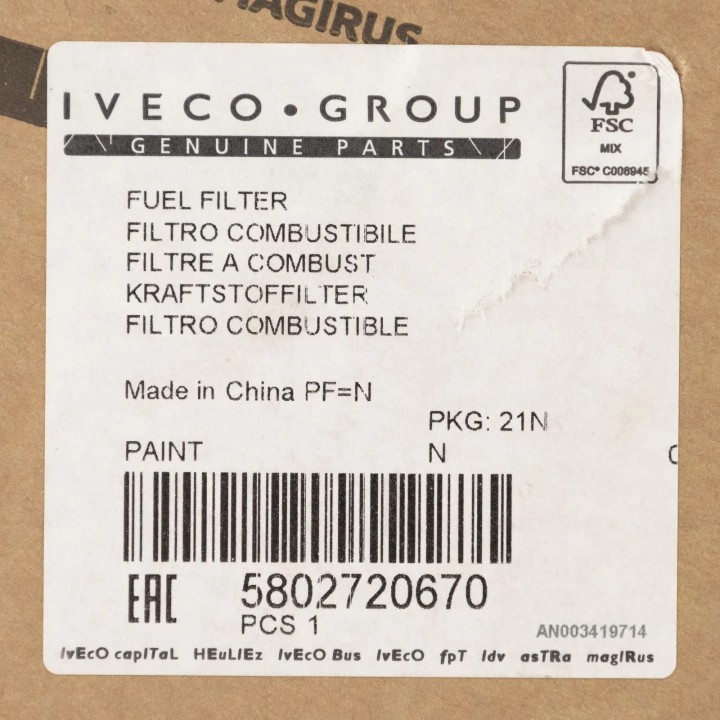 MAGIRUS
IVECO • GROUP
GENUINE PARTS
FSC
MIX
FSC® C008945
FUEL FILTER
FILTRO COMBUSTIBILE
FILTRE A COMBUST
KRAFTSTOFFILTER
FILTRO COMBUSTIBLE
Made in China PF=N
PKG: 21N
PAINT N
EAC
5802720670
PCS 1
AN003419714
IvEcO capITaL HEuLIEz IvEcO Bus IvEcO fpT Idv asTRa magIRus